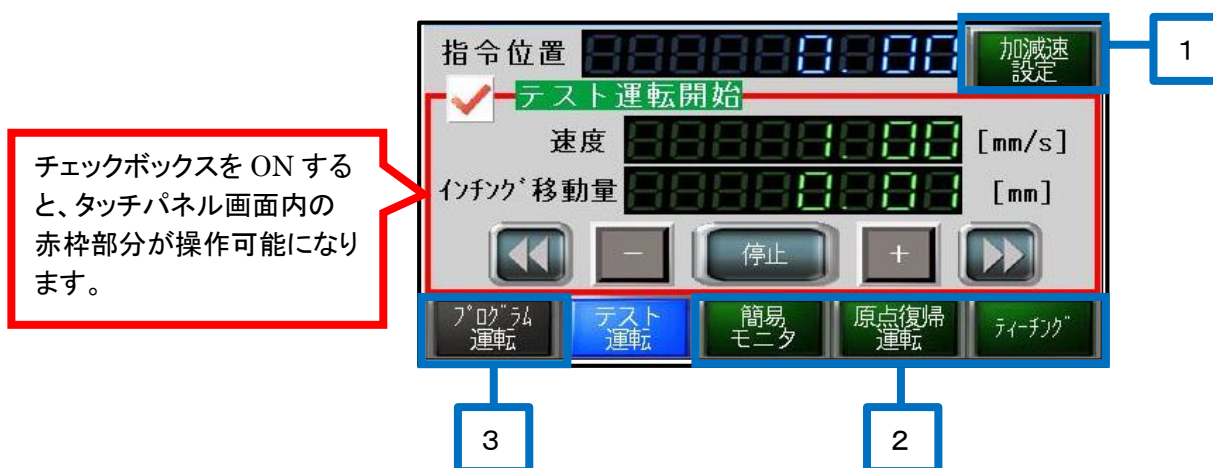 指令位置 0.00 加減速
設定
1
テスト運転開始
速度 1.00 [mm/s]
インチング移動量 0.01 [mm]
チェックボックスを ON する
と、タッチパネル画面内の
赤枠部分が操作可能になり
ます。
− 停止 +
プログラム
運転
テスト
運転
簡易
モニタ
原点復帰
運転
ティーチング
3
2